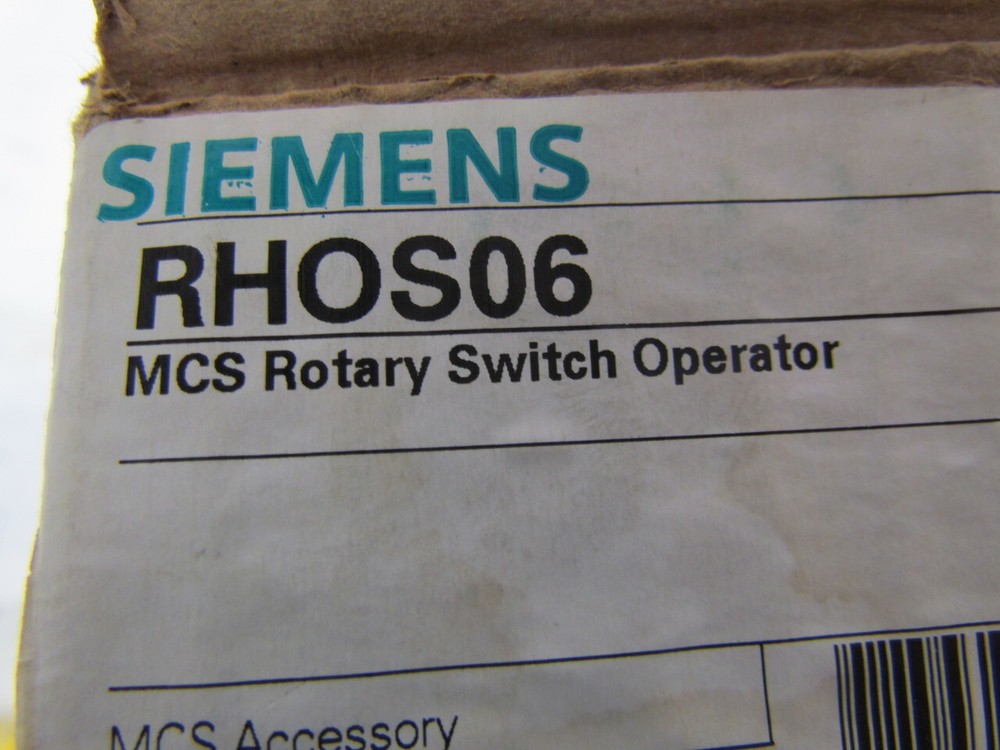 SIEMENS
RHOS06
MCS Rotary Switch Operator
MCS Accessory